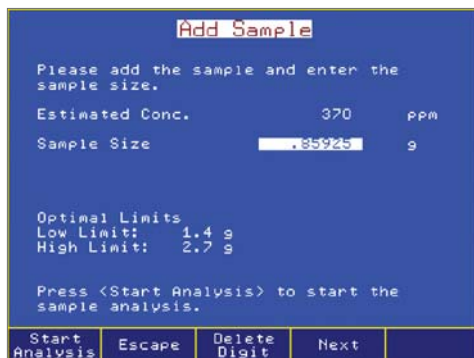 Add Sample
Please add the sample and enter the
sample size.
Estimated Conc. 370 ppm
Sample Size .85925 g
Optimal Limits
Low Limit: 1.4 g
High Limit: 2.7 g
Press <Start Analysis> to start the
sample analysis.
Start Analysis Escape Delete Digit Next